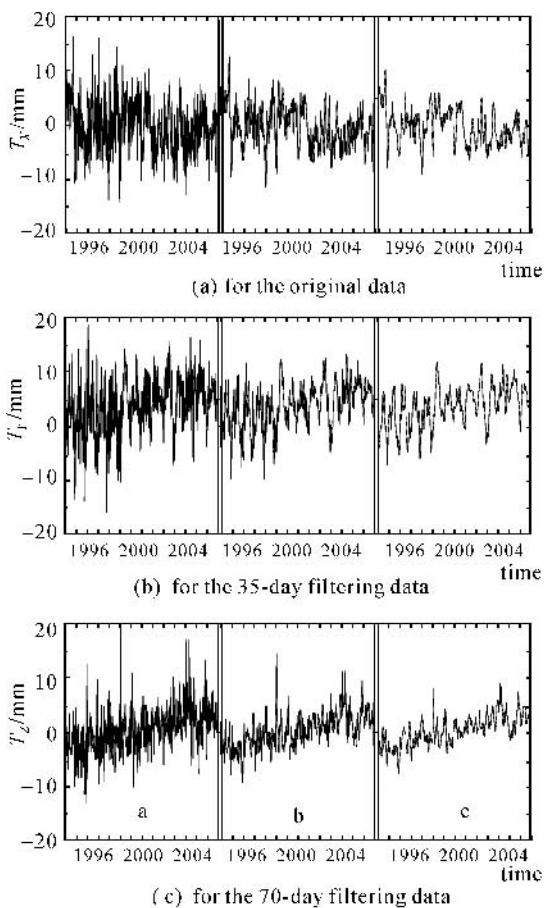 20
10
0
−10
−20
T_X/mm
1996 2000 2004 1996 2000 2004 1996 2000 2004
time
(a) for the original data
20
10
0
−10
−20
T_Y/mm
1996 2000 2004 1996 2000 2004 1996 2000 2004
time
(b) for the 35-day filtering data
20
10
0
−10
−20
T_Z/mm
a b c
1996 2000 2004 1996 2000 2004 1996 2000 2004
time
(c) for the 70-day filtering data